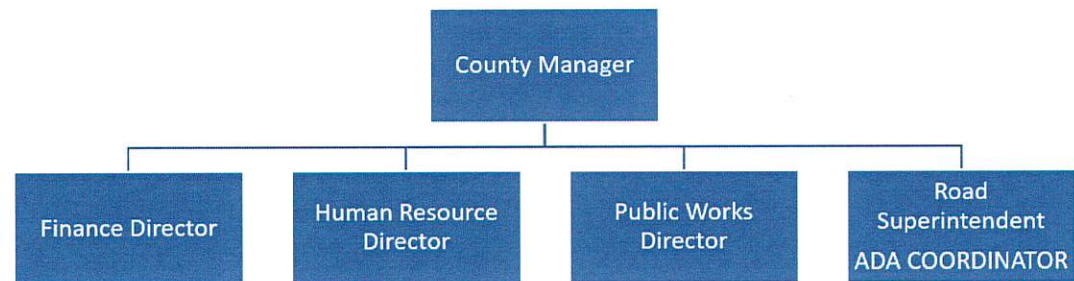 County Manager
Finance Director
Human Resource
Director
Public Works
Director
Road
Superintendent
ADA COORDINATOR